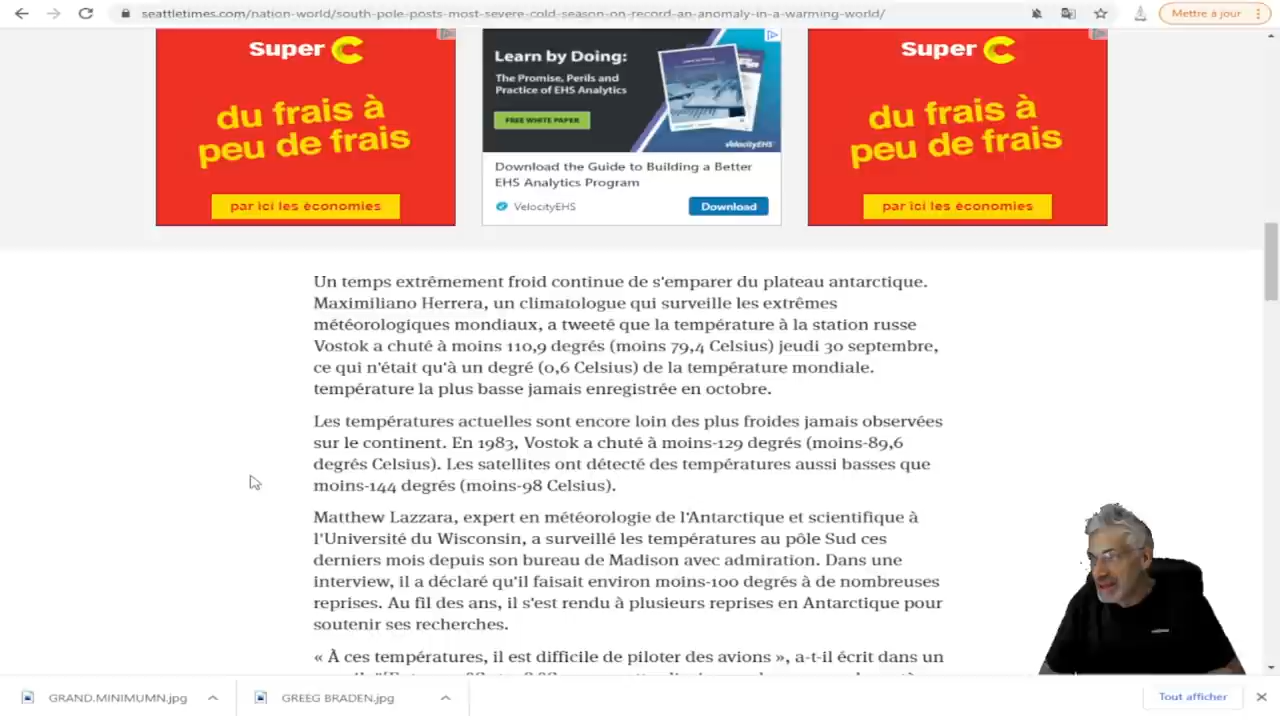 seattletimes.com/nation-world/south-pole-posts-most-severe-cold-season-on-record-an-anomaly-in-a-warming-world/
Mettre à jour
Super C
du frais à
peu de frais
par ici les économies
Learn by Doing:
The Promise, Perils and
Practice of EHS Analytics
FREE WHITE PAPER
VelocityEHS
Download the Guide to Building a Better
EHS Analytics Program
VelocityEHS
Download
Super C
du frais à
peu de frais
par ici les économies
Un temps extrêmement froid continue de s'emparer du plateau antarctique.
Maximiliano Herrera, un climatologue qui surveille les extrêmes
météorologiques mondiaux, a tweeté que la température à la station russe
Vostok a chuté à moins 110,9 degrés (moins 79,4 Celsius) jeudi 30 septembre,
ce qui n'était qu'à un degré (0,6 Celsius) de la température mondiale.
température la plus basse jamais enregistrée en octobre.
Les températures actuelles sont encore loin des plus froides jamais observées
sur le continent. En 1983, Vostok a chuté à moins-129 degrés (moins-89,6
degrés Celsius). Les satellites ont détecté des températures aussi basses que
moins-144 degrés (moins-98 Celsius).
Matthew Lazzara, expert en météorologie de l'Antarctique et scientifique à
l'Université du Wisconsin, a surveillé les températures au pôle Sud ces
derniers mois depuis son bureau de Madison avec admiration. Dans une
interview, il a déclaré qu'il faisait environ moins-100 degrés à de nombreuses
reprises. Au fil des ans, il s'est rendu à plusieurs reprises en Antarctique pour
soutenir ses recherches.
« À ces températures, il est difficile de piloter des avions », a-t-il écrit dans un
GRAND.MINIMUMN.jpg
GREEG BRADEN.jpg
Tout afficher